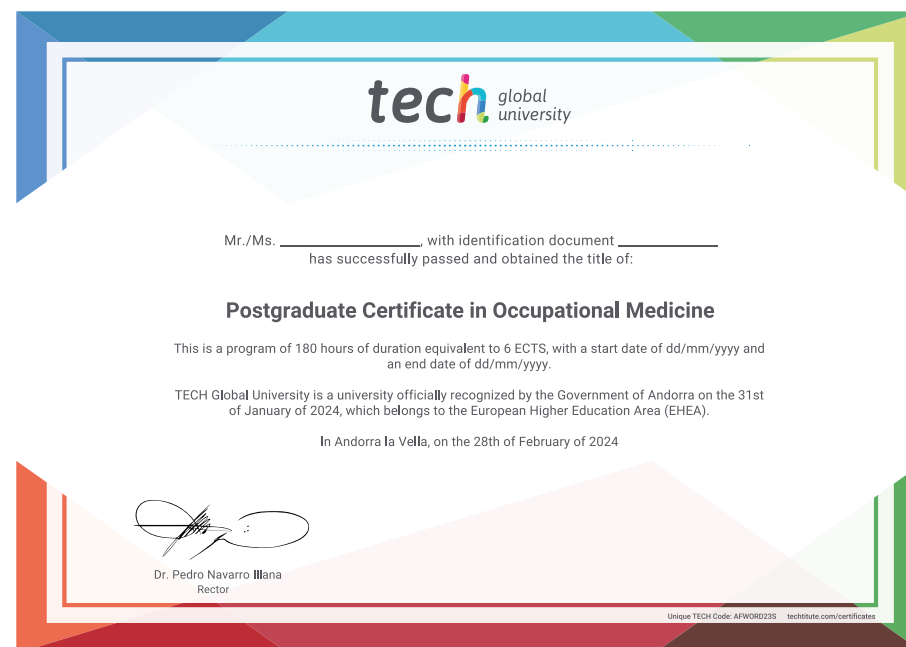 tech global
university
Mr./Ms. ____________, with identification document ____________
has successfully passed and obtained the title of:
Postgraduate Certificate in Occupational Medicine
This is a program of 180 hours of duration equivalent to 6 ECTS, with a start date of dd/mm/yyyy and
an end date of dd/mm/yyyy.
TECH Global University is a university officially recognized by the Government of Andorra on the 31st
of January of 2024, which belongs to the European Higher Education Area (EHEA).
In Andorra la Vella, on the 28th of February of 2024
Dr. Pedro Navarro Illana
Rector
Unique TECH Code: AFWORD23S techtitute.com/certificates